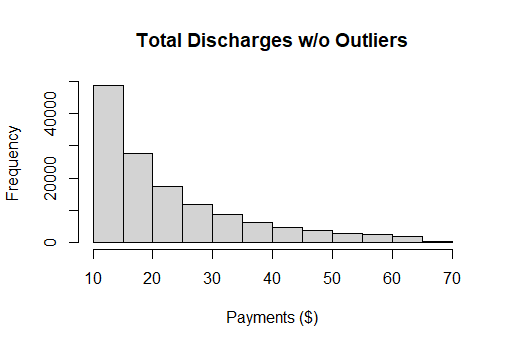 Total Discharges w/o Outliers
Frequency
0 20000 40000
10 20 30 40 50 60 70
Payments ($)